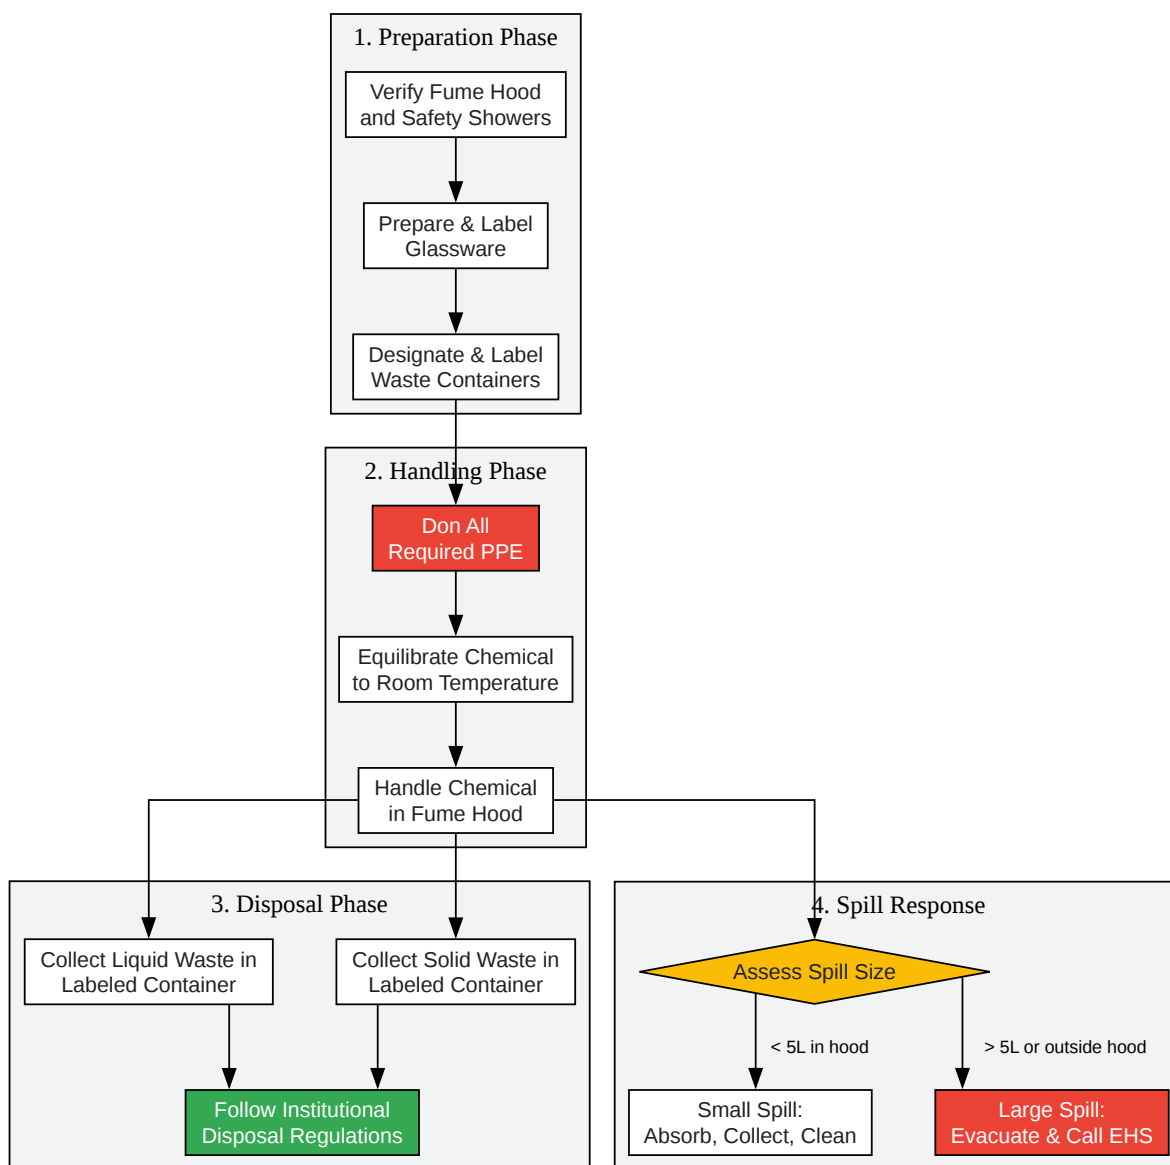 1. Preparation Phase
Verify Fume Hood
and Safety Showers
Prepare & Label
Glassware
Designate & Label
Waste Containers
2. Handling Phase
Don All
Required PPE
Equilibrate Chemical
to Room Temperature
Handle Chemical
in Fume Hood
3. Disposal Phase
Collect Liquid Waste in
Labeled Container
Collect Solid Waste in
Labeled Container
Follow Institutional
Disposal Regulations
4. Spill Response
Assess Spill Size
< 5L in hood
> 5L or outside hood
Small Spill:
Absorb, Collect, Clean
Large Spill:
Evacuate & Call EHS